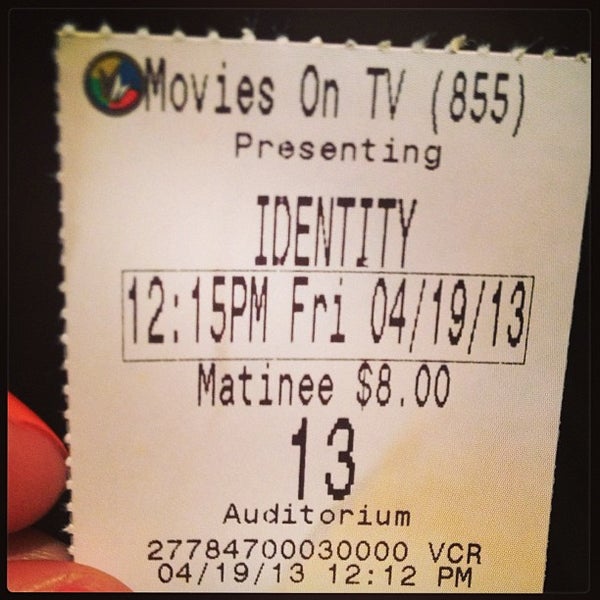 Movies On TV (855)
Presenting
IDENTITY
12:15PM Fri 04/19/13
Matinee $8.00
13
Auditorium
27784700030000 VCR
04/19/13 12:12 PM